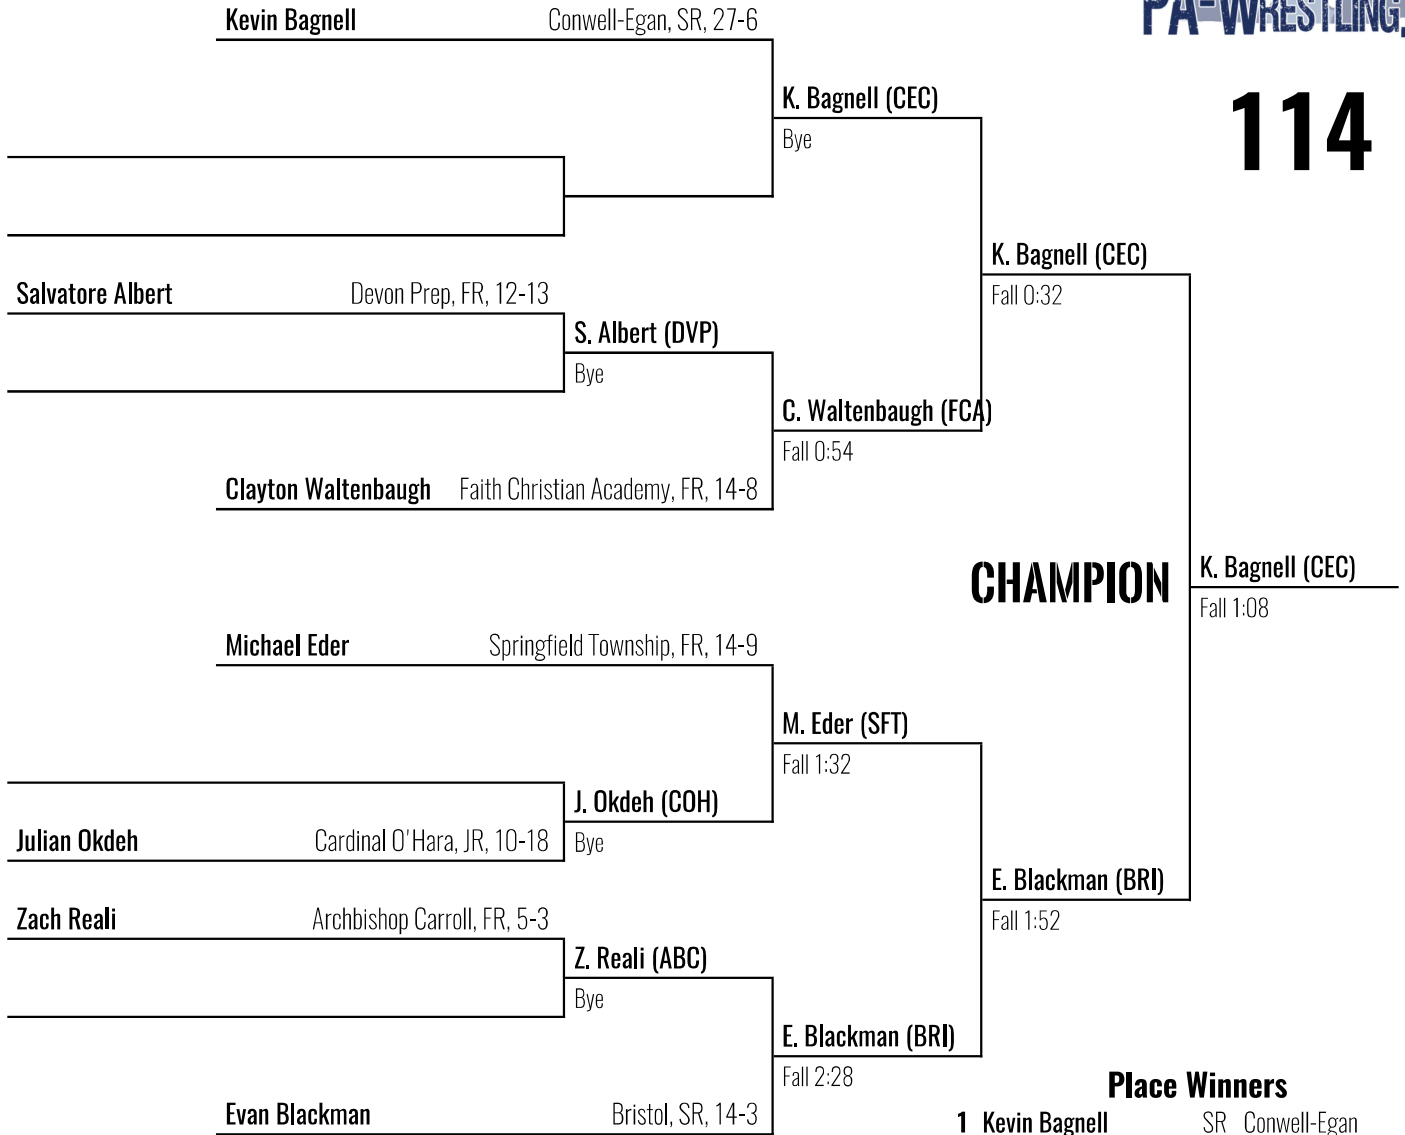 PA-WRESTLING.
Kevin Bagnell Conwell-Egan, SR, 27-6
K. Bagnell (CEC)
Bye
114
K. Bagnell (CEC)
Fall 0:32
Salvatore Albert Devon Prep, FR, 12-13
S. Albert (DVP)
Bye
C. Waltenbaugh (FCA)
Fall 0:54
Clayton Waltenbaugh Faith Christian Academy, FR, 14-8
CHAMPION
K. Bagnell (CEC)
Fall 1:08
Michael Eder Springfield Township, FR, 14-9
M. Eder (SFT)
Fall 1:32
J. Okdeh (COH)
Bye
Julian Okdeh Cardinal O'Hara, JR, 10-18
E. Blackman (BRI)
Fall 1:52
Zach Reali Archbishop Carroll, FR, 5-3
Z. Reali (ABC)
Bye
E. Blackman (BRI)
Fall 2:28
Evan Blackman Bristol, SR, 14-3
Place Winners
1 Kevin Bagnell SR Conwell-Egan